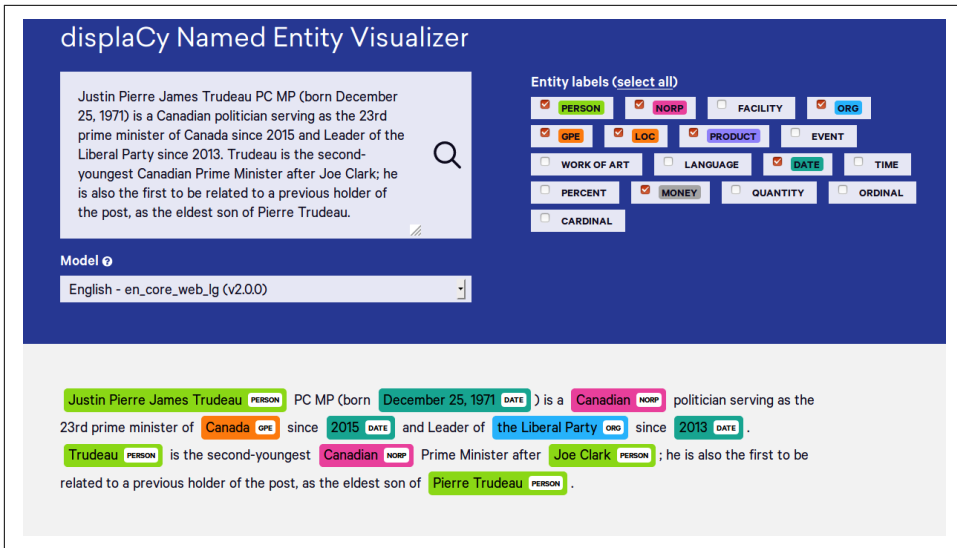 displaCy Named Entity Visualizer
Justin Pierre James Trudeau PC MP (born December
25, 1971) is a Canadian politician serving as the 23rd
prime minister of Canada since 2015 and Leader of the
Liberal Party since 2013. Trudeau is the second-
youngest Canadian Prime Minister after Joe Clark; he
is also the first to be related to a previous holder of
the post, as the eldest son of Pierre Trudeau.
Model ?
English - en_core_web_lg (v2.0.0)
Entity labels (select all)
PERSON NORP FACILITY ORG
GPE LOC PRODUCT EVENT
WORK OF ART LANGUAGE DATE TIME
PERCENT MONEY QUANTITY ORDINAL
CARDINAL
Justin Pierre James Trudeau PERSON PC MP (born December 25, 1971 DATE ) is a Canadian NORP politician serving as the
23rd prime minister of Canada GPE since 2015 DATE and Leader of the Liberal Party ORG since 2013 DATE .
Trudeau PERSON is the second-youngest Canadian NORP Prime Minister after Joe Clark PERSON ; he is also the first to be
related to a previous holder of the post, as the eldest son of Pierre Trudeau PERSON .